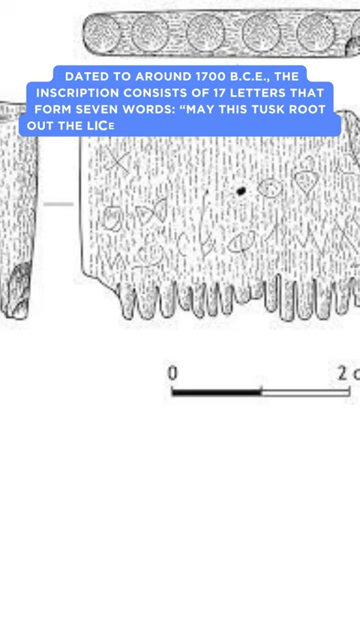 DATED TO AROUND 1700 B.C.E., THE
INSCRIPTION CONSISTS OF 17 LETTERS THAT
FORM SEVEN WORDS: “MAY THIS TUSK ROOT
OUT THE LICE
0 2 c